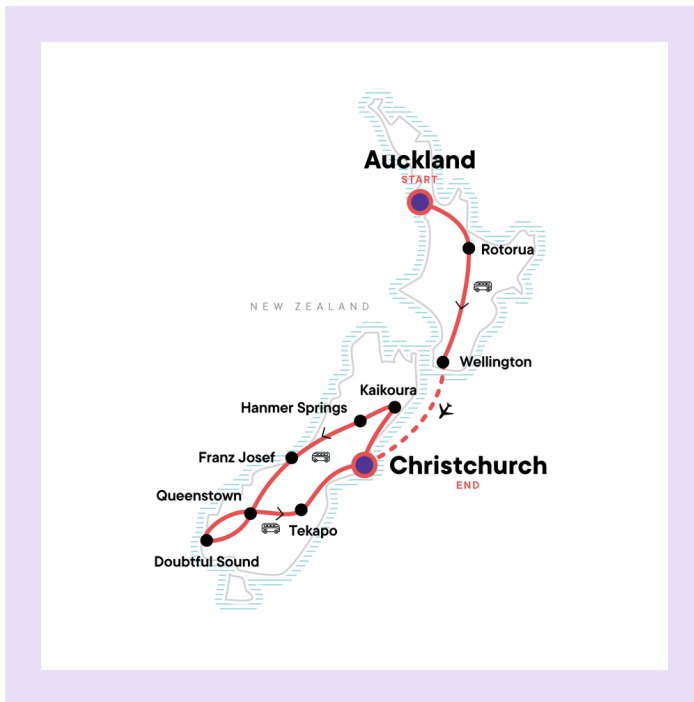 Auckland
START
Rotorua
NEW ZEALAND
Wellington
Kaikoura
Hanmer Springs
Franz Josef
Christchurch
END
Queenstown
Tekapo
Doubtful Sound